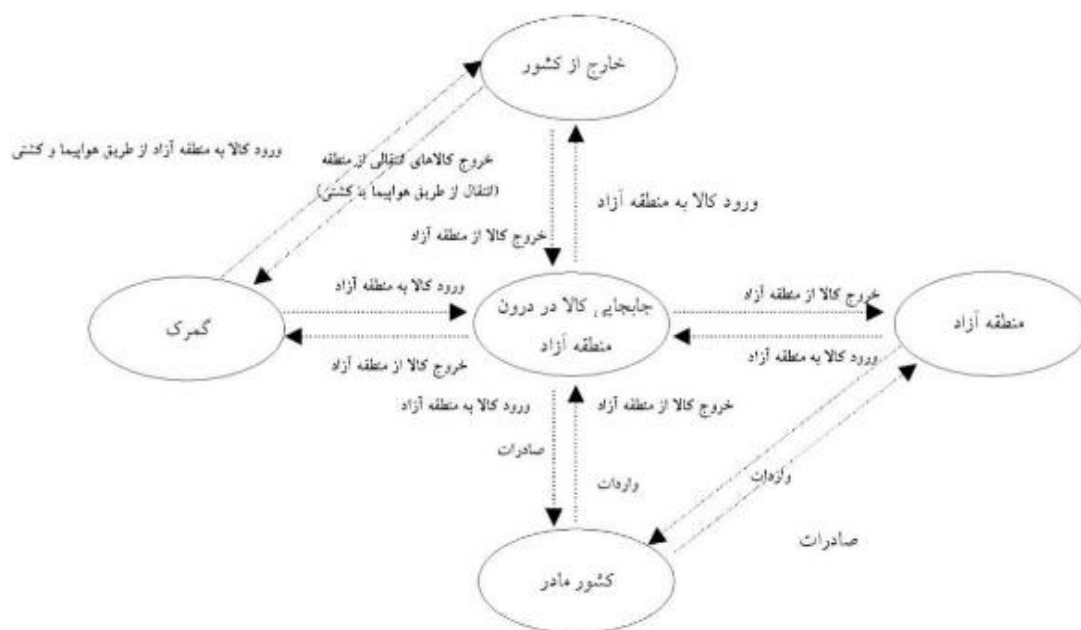 خارج از کشور
ورود کالا به منطقه آزاد از طریق هواپیما و کشتی
خروج کالاهای انتقالی از منطقه
(انتقال از طریق هواپیما یا کشتی)
ورود کالا به منطقه آزاد
خروج کالا از منطقه آزاد
ورود کالا به منطقه آزاد
خروج کالا از منطقه آزاد
گمرک
جابجایی کالا در درون
منطقه آزاد
منطقه آزاد
خروج کالا از منطقه آزاد
ورود کالا به منطقه آزاد
ورود کالا به منطقه آزاد
خروج کالا از منطقه آزاد
صادرات
واردات
واردات
صادرات
کشور مادر